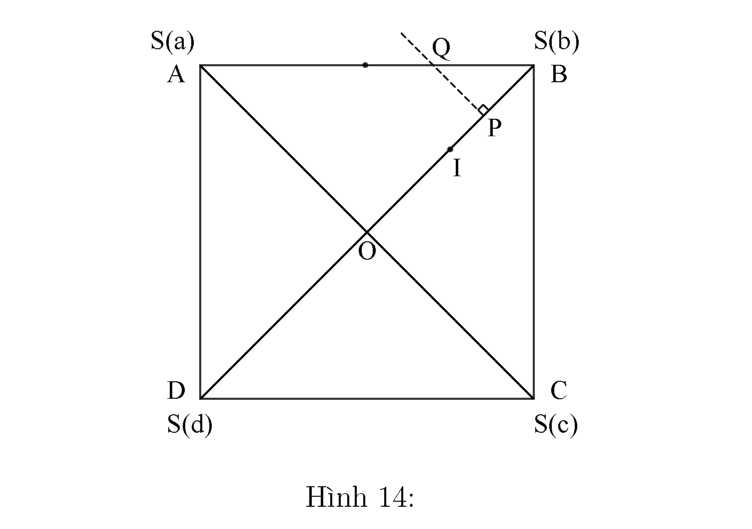 S(a) Q S(b)
A B
P
I
O
D C
S(d) S(c)
Hình 14: